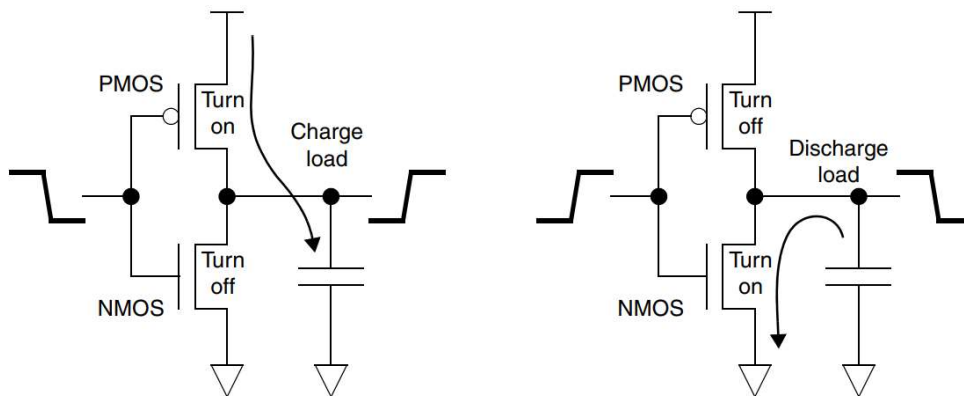 PMOS
Turn
on
Charge
load
Turn
off
NMOS
PMOS
Turn
off
Discharge
load
Turn
on
NMOS